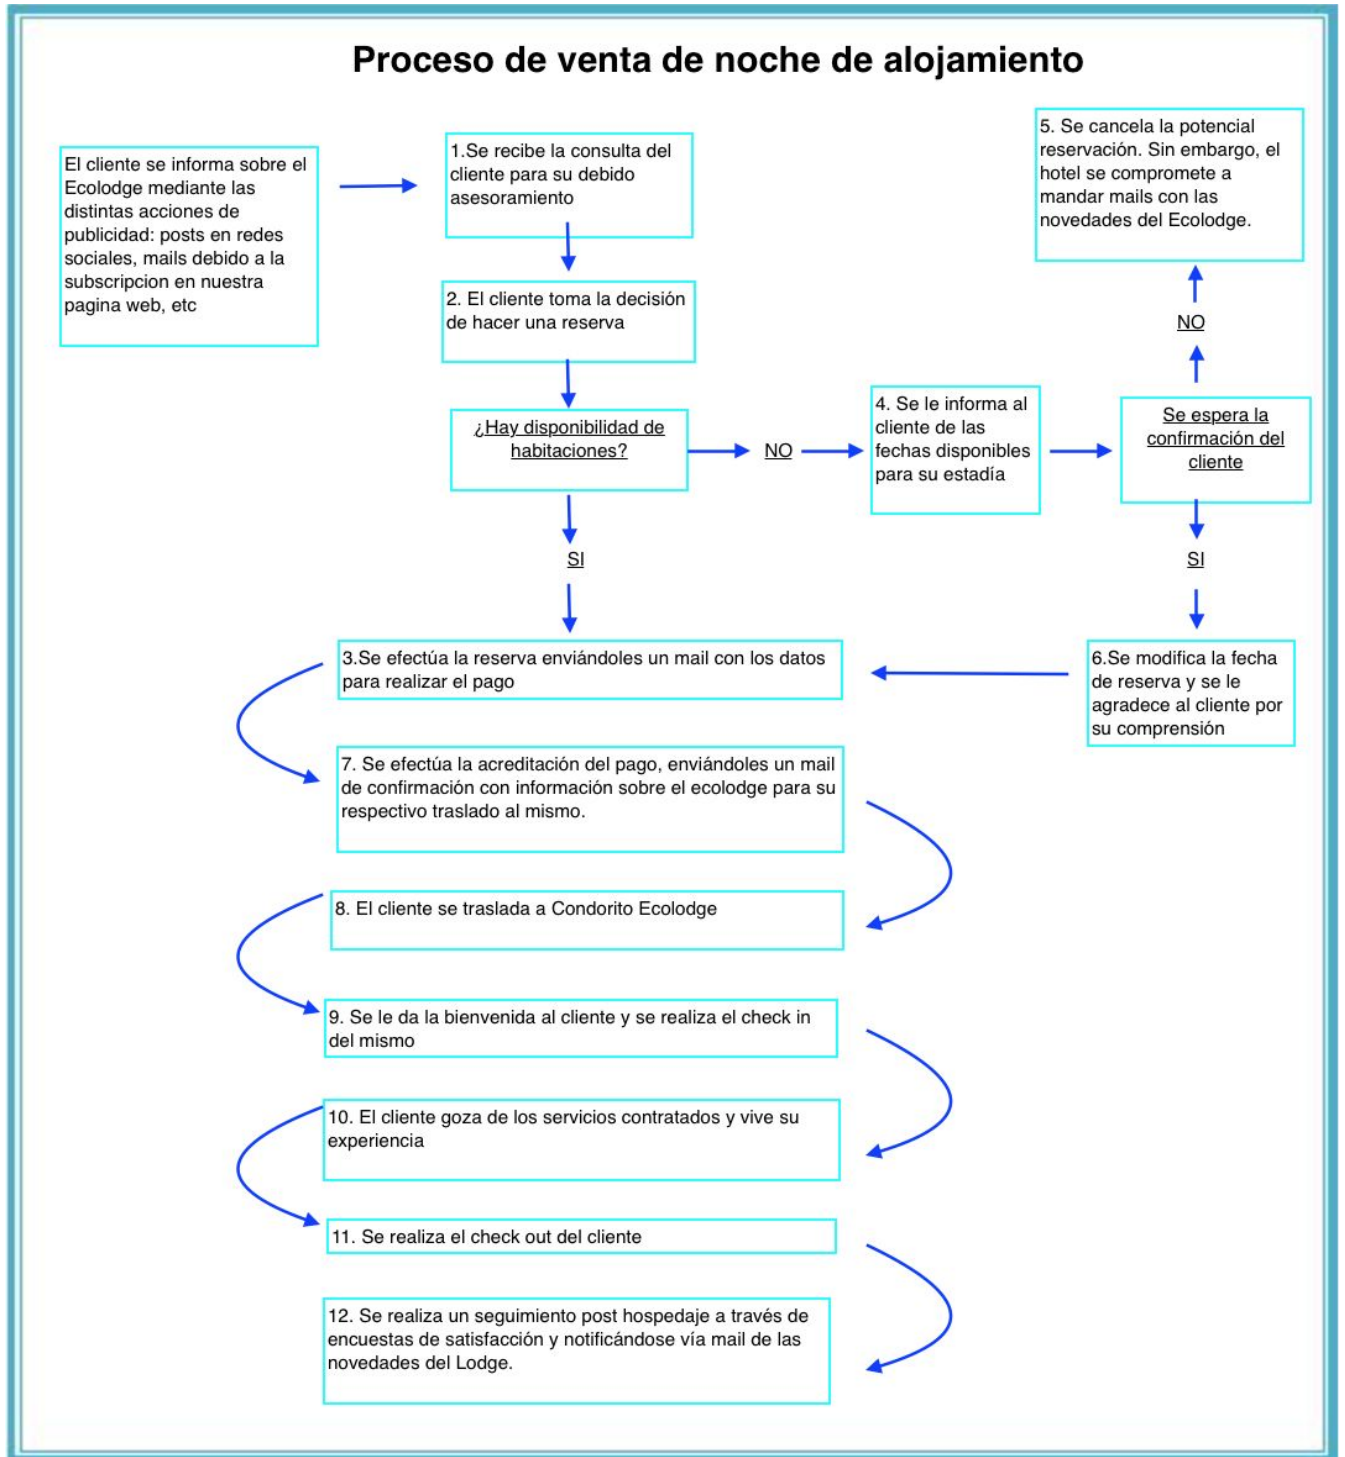 Proceso de venta de noche de alojamiento
El cliente se informa sobre el
Ecolodge mediante las
distintas acciones de
publicidad: posts en redes
sociales, mails debido a la
subscripcion en nuestra
pagina web, etc
1.Se recibe la consulta del
cliente para su debido
asesoramiento
2. El cliente toma la decisión
de hacer una reserva
¿Hay disponibilidad de
habitaciones?
NO
4. Se le informa al
cliente de las
fechas disponibles
para su estadía
Se espera la
confirmación del
cliente
NO
5. Se cancela la potencial
reservación. Sin embargo, el
hotel se compromete a
mandar mails con las
novedades del Ecolodge.
SI
SI
6.Se modifica la fecha
de reserva y se le
agradece al cliente por
su comprensión
3.Se efectúa la reserva enviándoles un mail con los datos
para realizar el pago
7. Se efectúa la acreditación del pago, enviándoles un mail
de confirmación con información sobre el ecolodge para su
respectivo traslado al mismo.
8. El cliente se traslada a Condorito Ecolodge
9. Se le da la bienvenida al cliente y se realiza el check in
del mismo
10. El cliente goza de los servicios contratados y vive su
experiencia
11. Se realiza el check out del cliente
12. Se realiza un seguimiento post hospedaje a través de
encuestas de satisfacción y notificándose vía mail de las
novedades del Lodge.